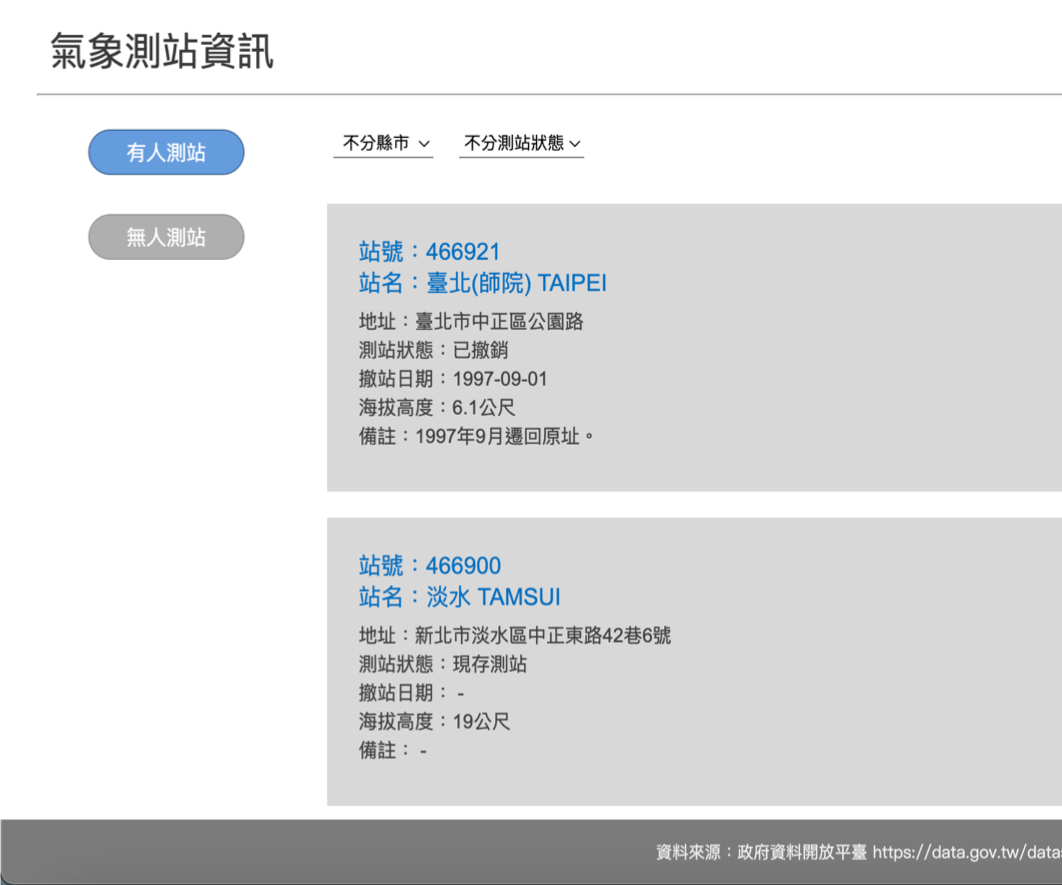 氣象測站資訊
有人測站
不分縣市
不分測站狀態
無人測站
站號：466921
站名：臺北(師院) TAIPEI
地址：臺北市中正區公園路
測站狀態：已撤銷
撤站日期：1997-09-01
海拔高度：6.1公尺
備註：1997年9月遷回原址。
站號：466900
站名：淡水 TAMSUI
地址：新北市淡水區中正東路42巷6號
測站狀態：現存測站
撤站日期： -
海拔高度：19公尺
備註： -
資料來源：政府資料開放平臺 https://data.gov.tw/data